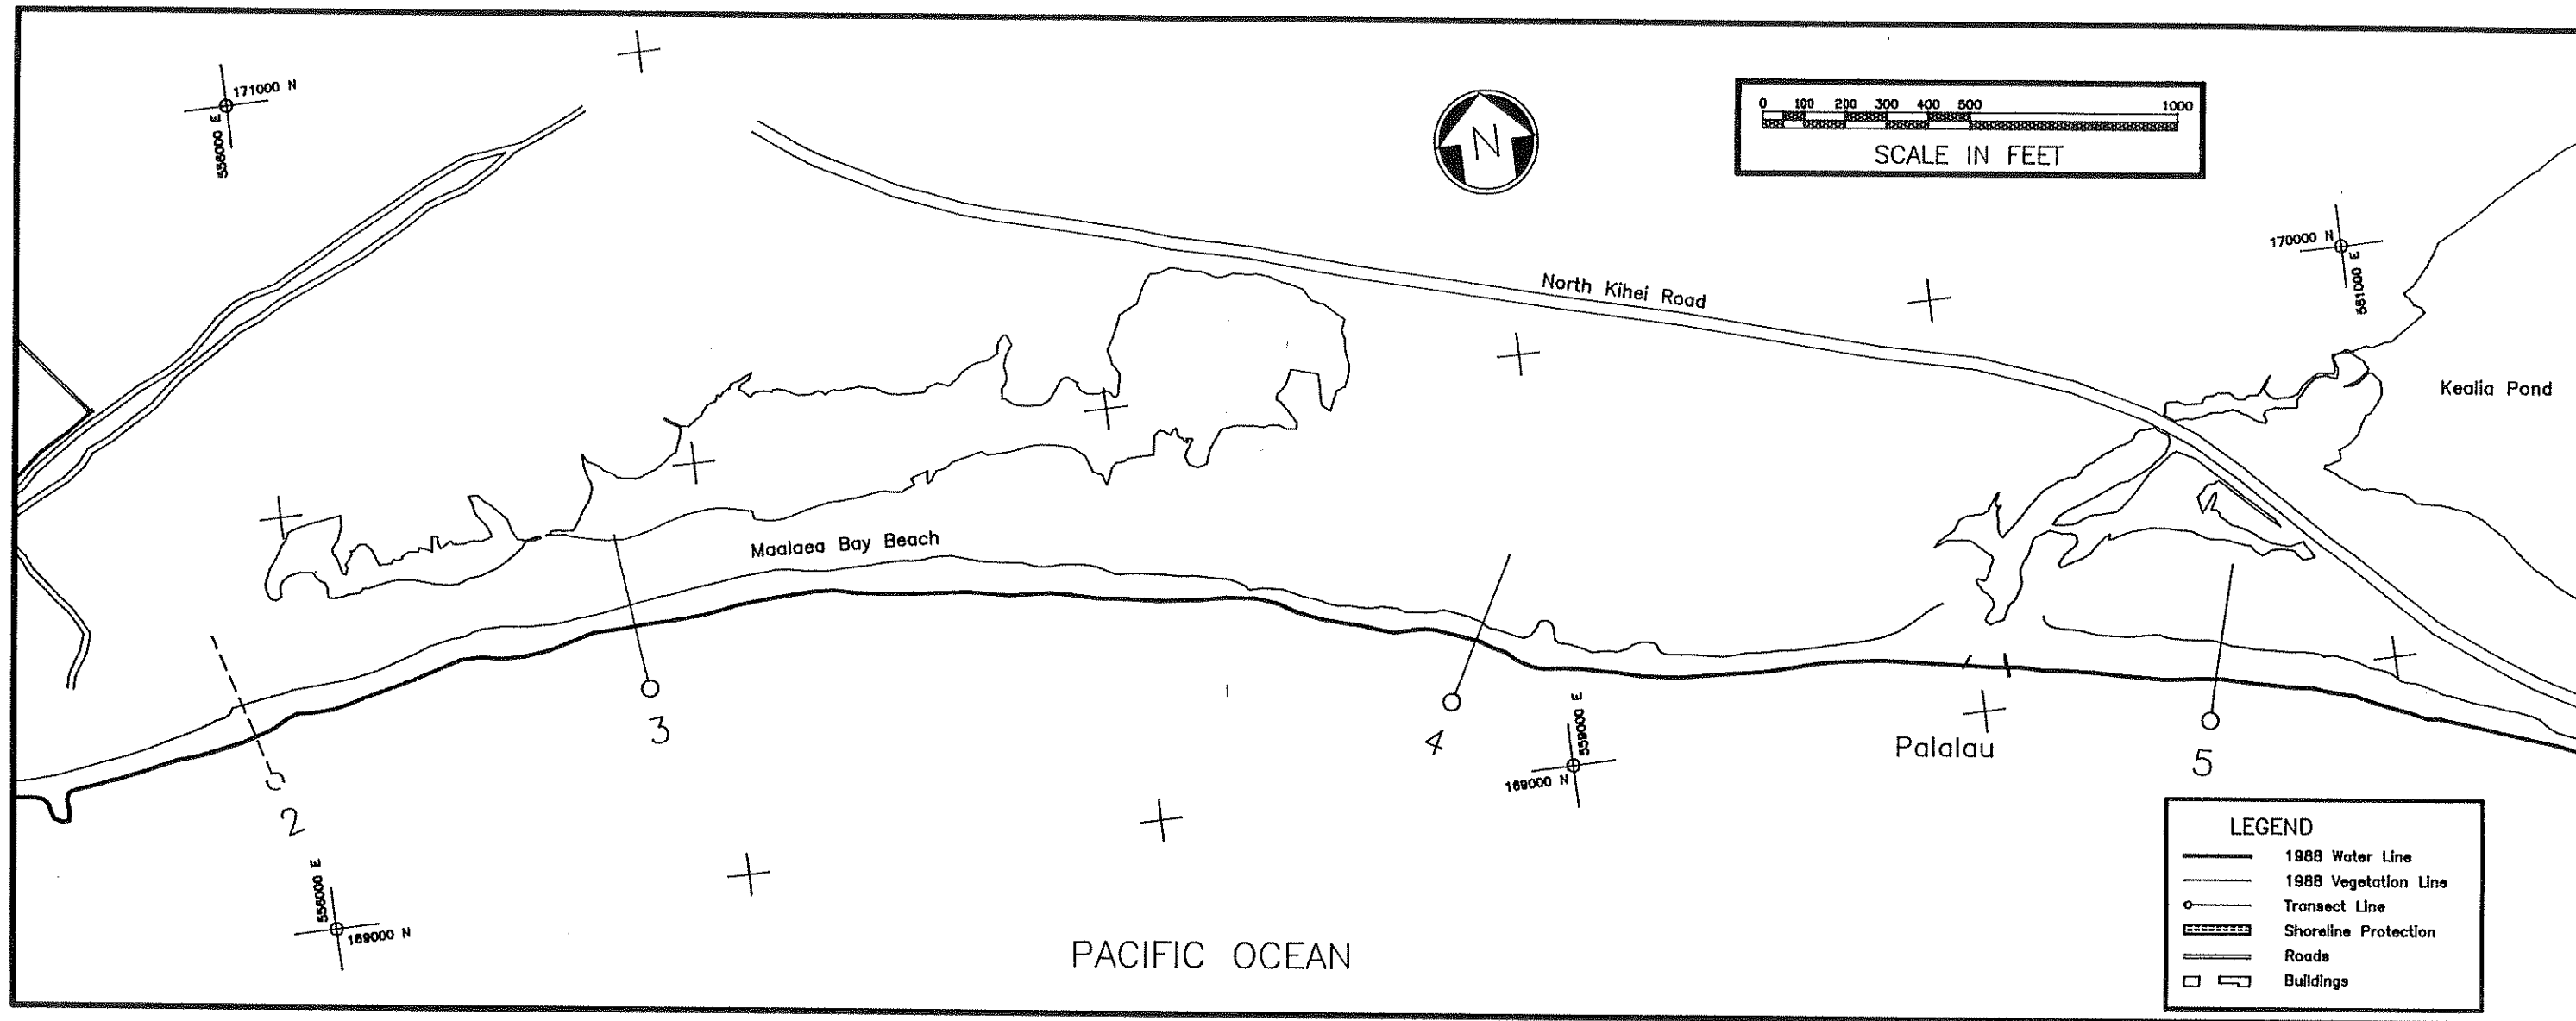 171000 N
556000 E
N
0 100 200 300 400 500 1000
SCALE IN FEET
North Kihei Road
170000 N
561000 E
Kealia Pond
Maalaea Bay Beach
2
3
4
5
559000 E
169000 N
Palalau
556000 E
169000 N
PACIFIC OCEAN
LEGEND
1988 Water Line
1988 Vegetation Line
Transect Line
Shoreline Protection
Roads
Buildings